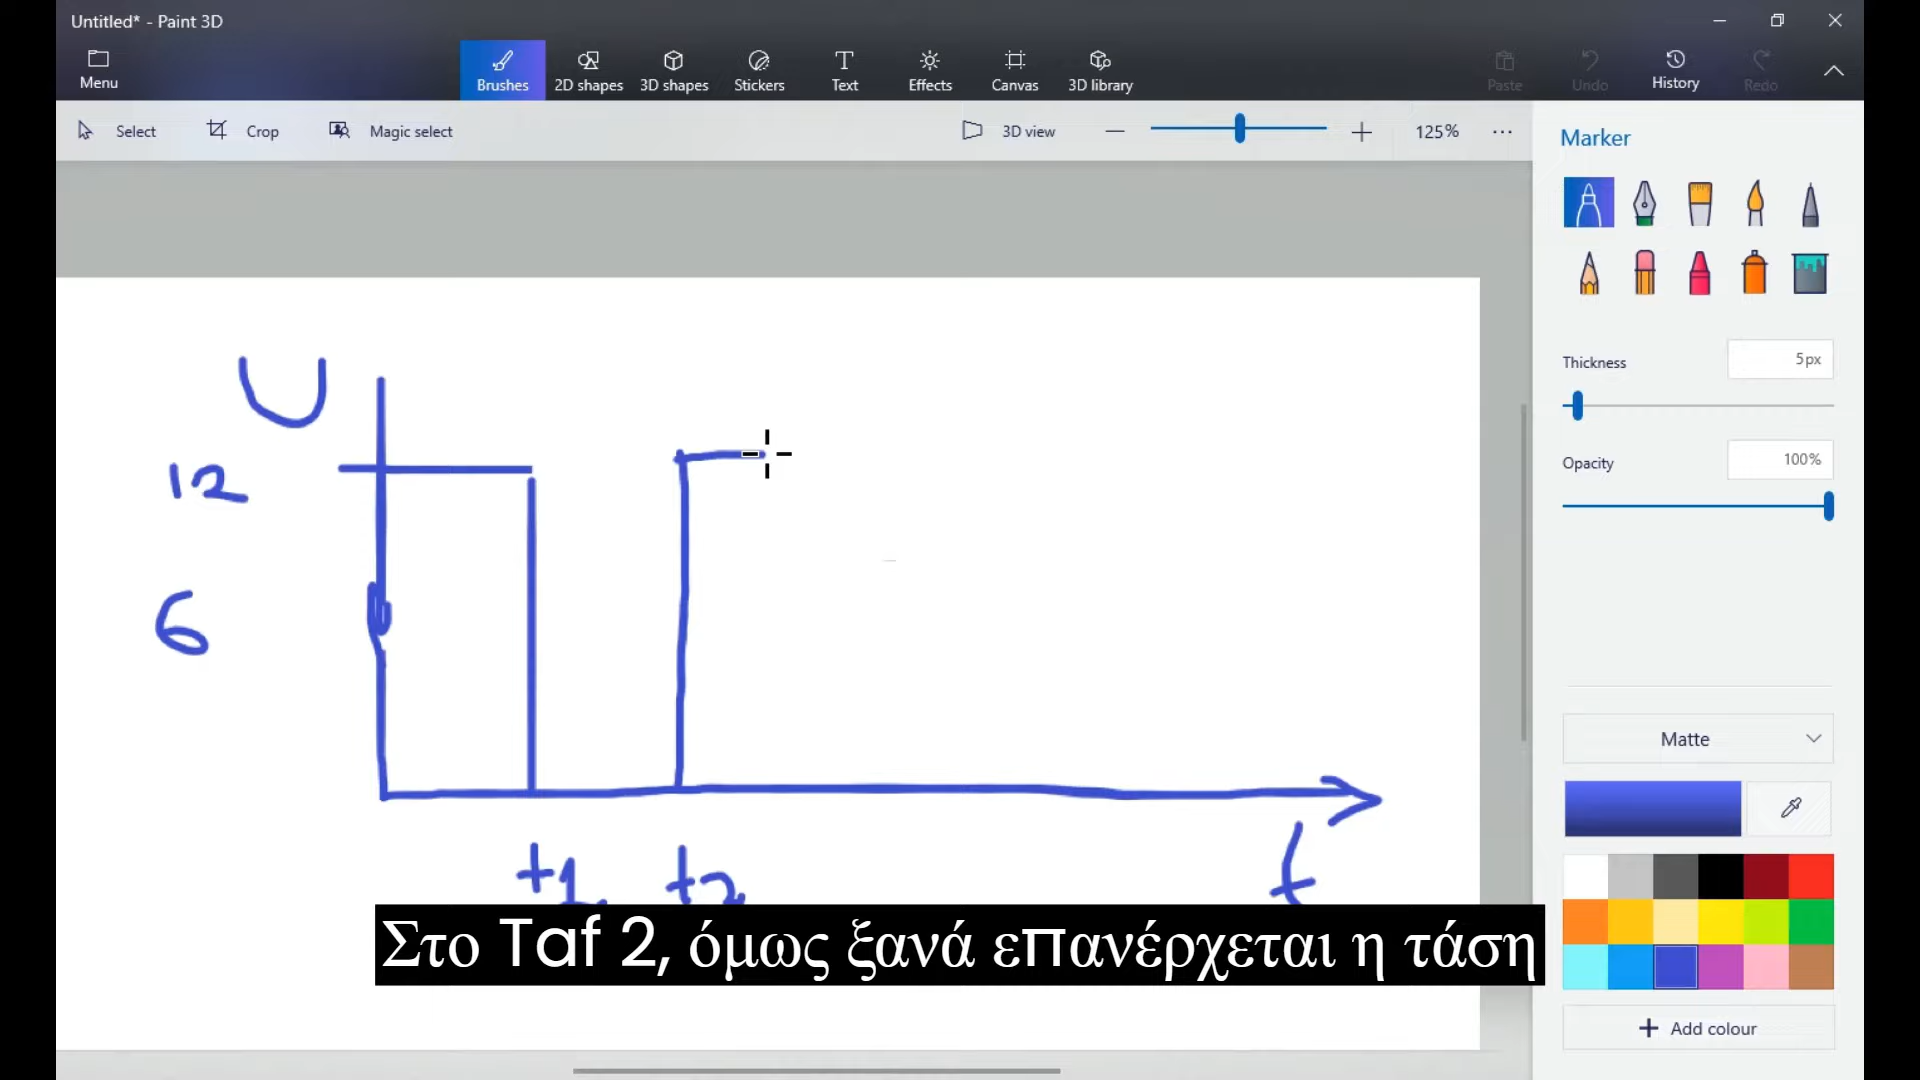 Untitled* - Paint 3D
Menu
Brushes
2D shapes
3D shapes
Stickers
Text
Effects
Canvas
3D library
Paste
Undo
History
Redo
Select
Crop
Magic select
3D view
125%
Marker
Thickness
5px
Opacity
100%
Matte
Add colour
U
12
6
t1
t2
t
Στο Taf 2, όμως ξανά επανέρχεται η τάση